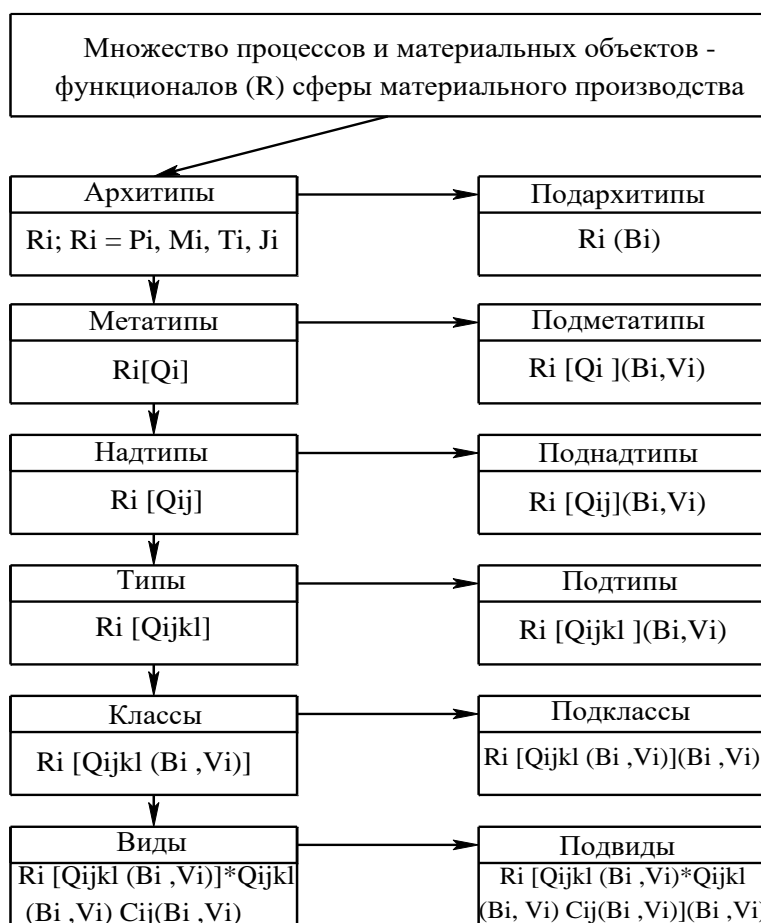 Множество процессов и материальных объектов -
функционалов (R) сферы материального производства
Архитипы
Ri; Ri = Pi, Mi, Ti, Ji
Подархитипы
Ri (Bi)
Метатипы
Ri[Qi]
Подметатипы
Ri [Qi ](Bi,Vi)
Надтипы
Ri [Qij]
Поднадтипы
Ri [Qij](Bi,Vi)
Типы
Ri [Qijkl]
Подтипы
Ri [Qijkl ](Bi,Vi)
Классы
Ri [Qijkl (Bi ,Vi)]
Подклассы
Ri [Qijkl (Bi ,Vi)](Bi ,Vi)
Виды
Ri [Qijkl (Bi ,Vi)]*Qijkl
(Bi ,Vi) Cij(Bi ,Vi)
Подвиды
Ri [Qijkl (Bi ,Vi)*Qijkl
(Bi, Vi) Cij(Bi ,Vi)](Bi ,Vi)